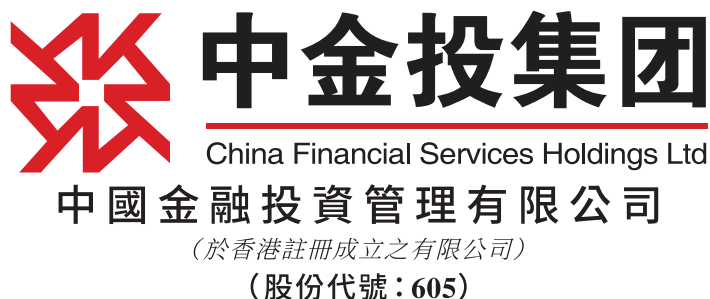 中金投集团
China Financial Services Holdings Ltd
中國金融投資管理有限公司
（於香港註冊成立之有限公司）
（股份代號：605）